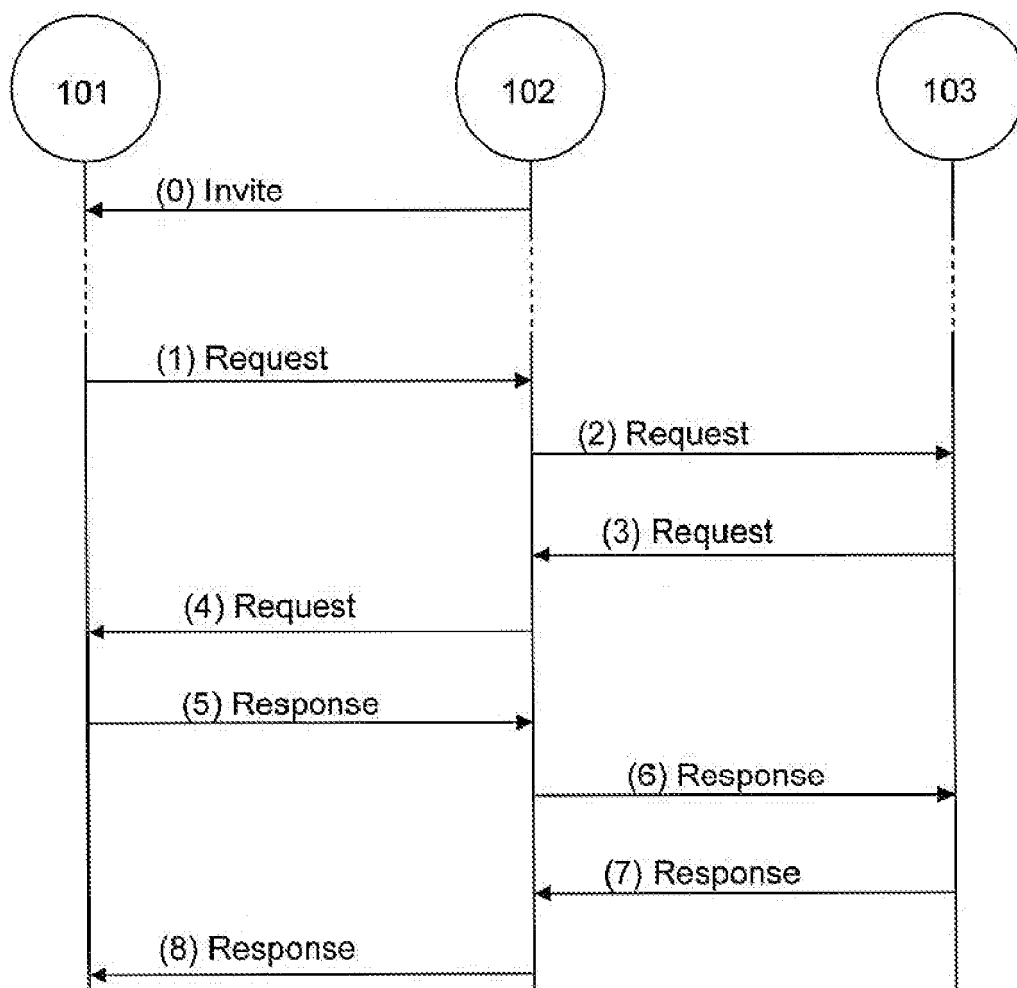 101
102
103
(0) Invite
(1) Request
(2) Request
(3) Request
(4) Request
(5) Response
(6) Response
(7) Response
(8) Response